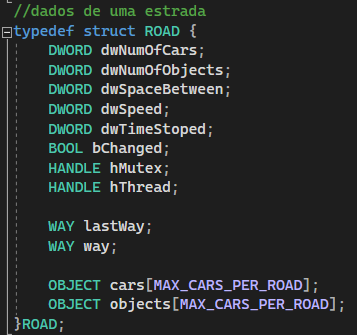 //dados de uma estrada
typedef struct ROAD {
DWORD dwNumOfCars;
DWORD dwNumOfObjects;
DWORD dwSpaceBetween;
DWORD dwSpeed;
DWORD dwTimeStoped;
BOOL bChanged;
HANDLE hMutex;
HANDLE hThread;
WAY lastWay;
WAY way;
OBJECT cars[MAX_CARS_PER_ROAD];
OBJECT objects[MAX_CARS_PER_ROAD];
}ROAD;